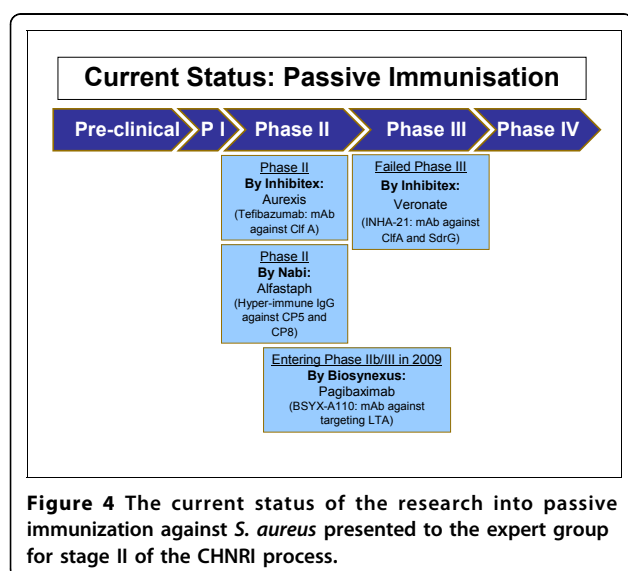 Current Status: Passive Immunisation
Pre-clinical P I Phase II Phase III Phase IV
Phase II
By Inhibitex:
Aurexis
(Tefibazumab: mAb
against Clf A)
Failed Phase III
By Inhibitex:
Veronate
(INHA-21: mAb against
ClfA and SdrG)
Phase II
By Nabi:
Alfastaph
(Hyper-immune IgG
against CP5 and
CP8)
Entering Phase IIb/III in 2009
By Biosynexus:
Pagibaximab
(BSYX-A110: mAb against
targeting LTA)
Figure 4 The current status of the research into passive
immunization against S. aureus presented to the expert group
for stage II of the CHNRI process.